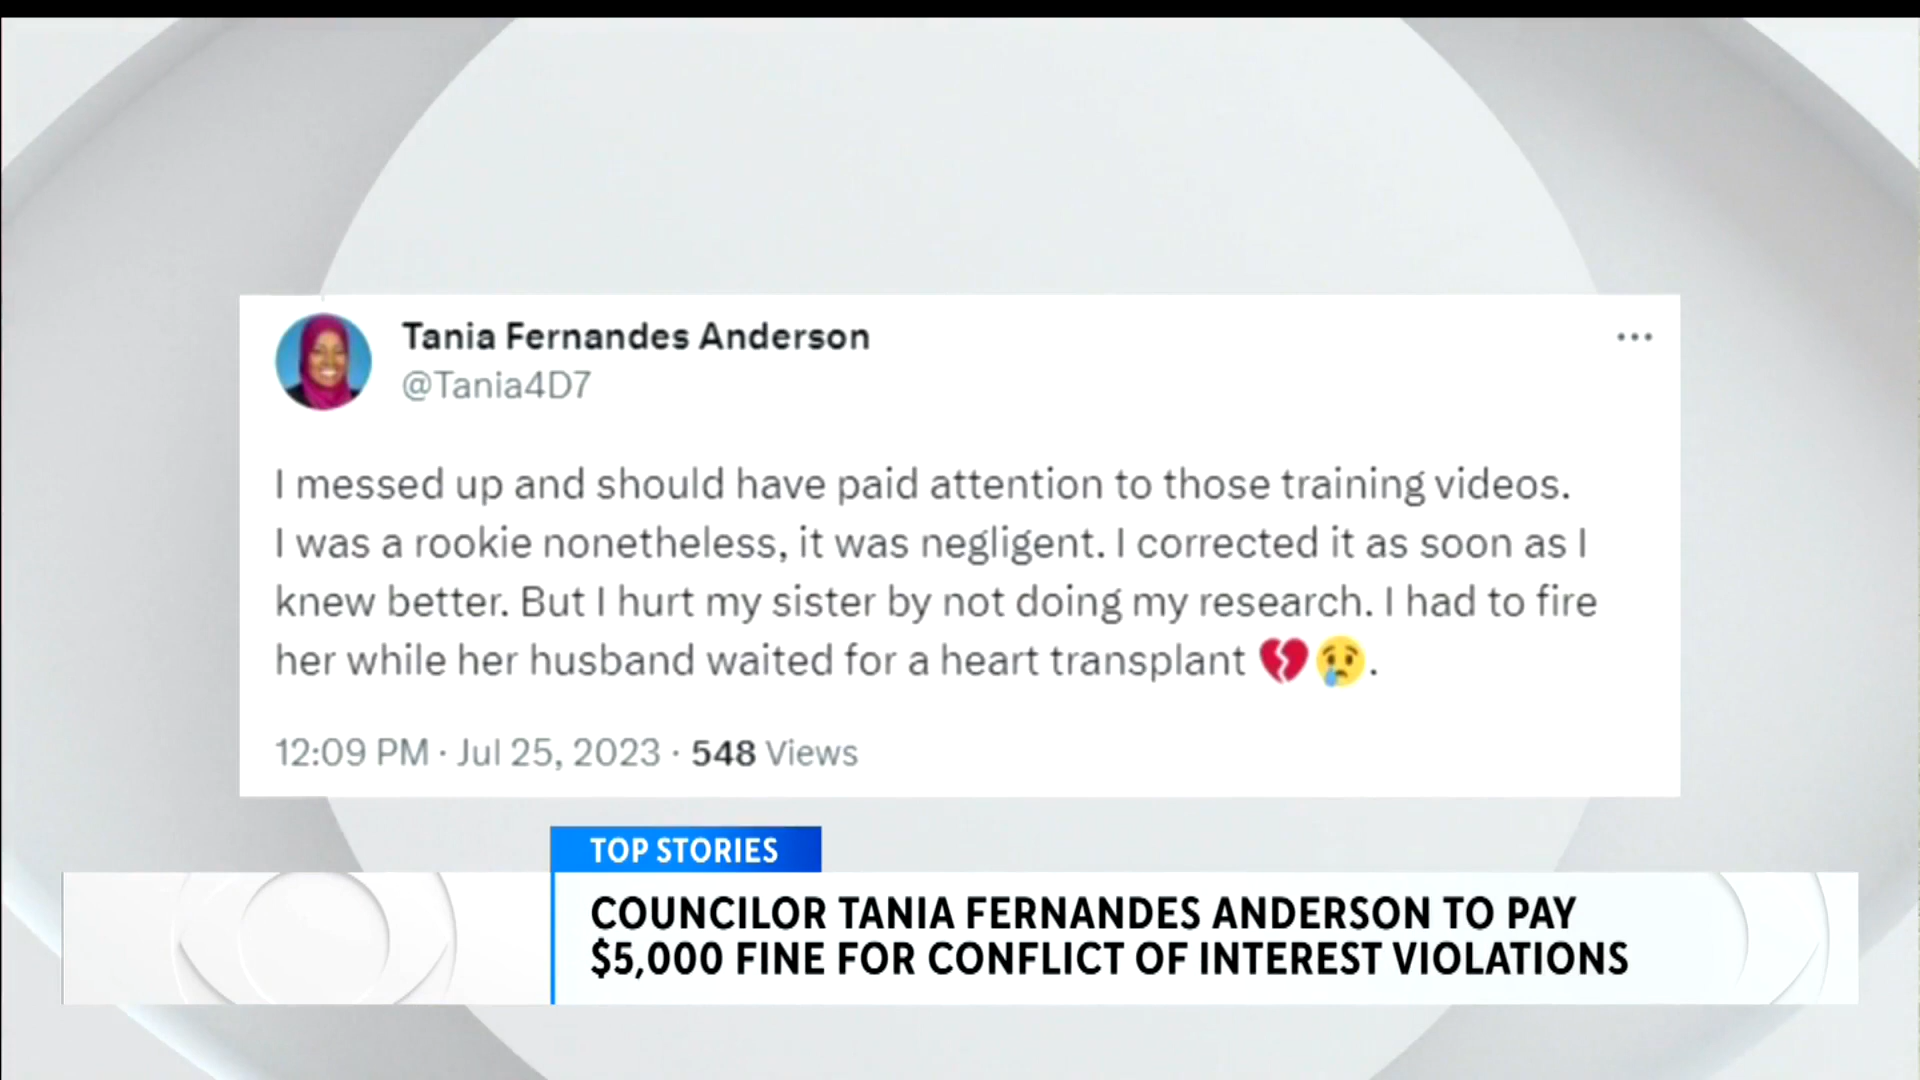 Tania Fernandes Anderson
@Tania4D7
I messed up and should have paid attention to those training videos.
I was a rookie nonetheless, it was negligent. I corrected it as soon as I
knew better. But I hurt my sister by not doing my research. I had to fire
her while her husband waited for a heart transplant 💔😢.
12:09 PM · Jul 25, 2023 · 548 Views
TOP STORIES
COUNCILOR TANIA FERNANDES ANDERSON TO PAY
$5,000 FINE FOR CONFLICT OF INTEREST VIOLATIONS